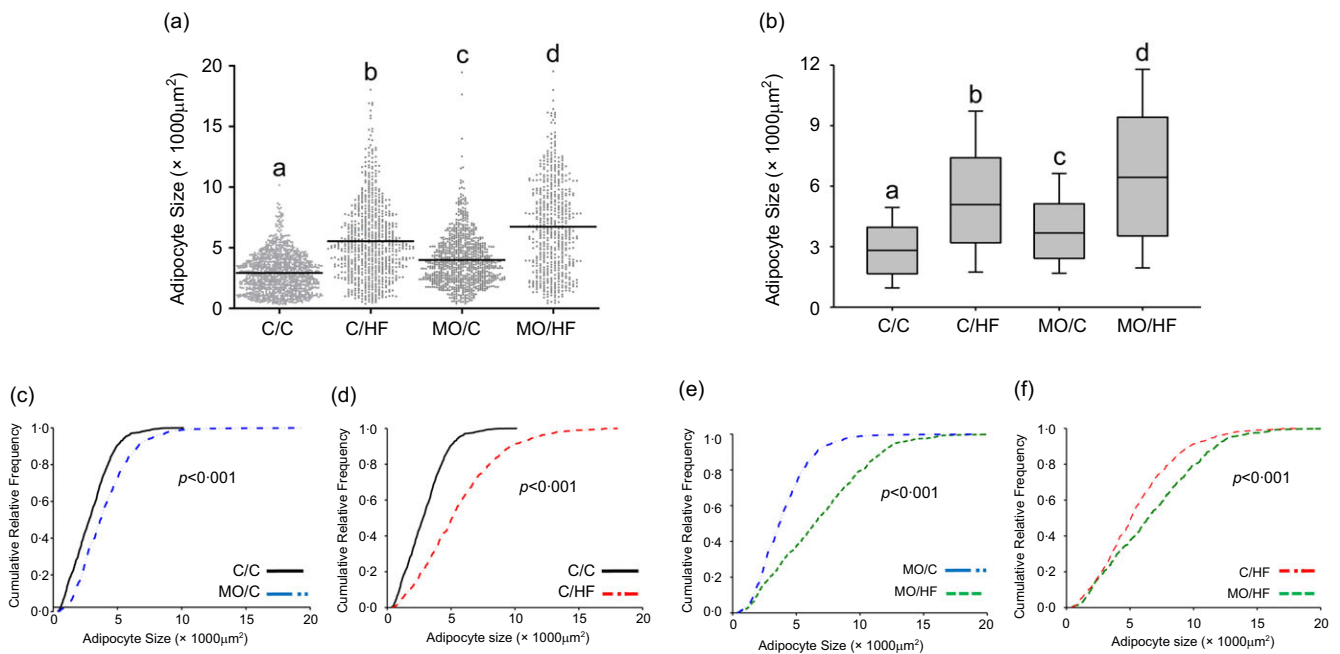 (a)
Adipocyte Size (× 1000μm²)
20
15
10
5
0
a
b
c
d
C/C
C/HF
MO/C
MO/HF
(b)
Adipocyte Size (× 1000μm²)
12
9
6
3
0
a
b
c
d
C/C
C/HF
MO/C
MO/HF
(c)
Cumulative Relative Frequency
1·0
0·8
0·6
0·4
0·2
0·0
p<0·001
C/C
MO/C
0
5
10
15
20
Adipocyte Size (× 1000μm²)
(d)
Cumulative Relative Frequency
1·0
0·8
0·6
0·4
0·2
0·0
p<0·001
C/C
C/HF
0
5
10
15
20
Adipocyte Size (× 1000μm²)
(e)
Cumulative Relative Frequency
1·0
0·8
0·6
0·4
0·2
0·0
p<0·001
MO/C
MO/HF
0
5
10
15
20
Adipocyte Size (× 1000μm²)
(f)
Cumulative Relative Frequency
1·0
0·8
0·6
0·4
0·2
0·0
p<0·001
C/HF
MO/HF
0
5
10
15
20
Adipocyte size (× 1000μm²)